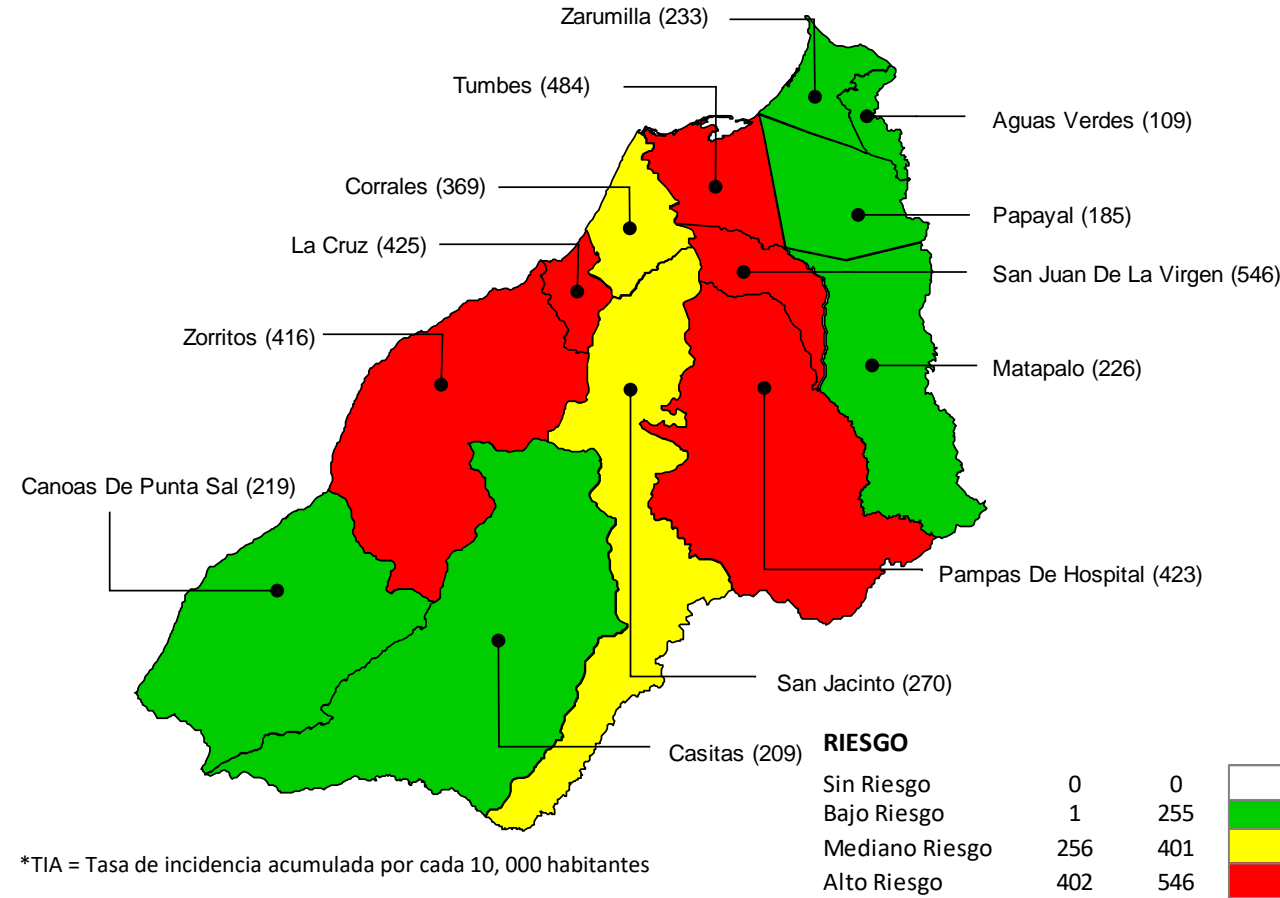 Zarumilla (233)
Tumbes (484)
Aguas Verdes (109)
Corrales (369)
Papayal (185)
La Cruz (425)
San Juan De La Virgen (546)
Zorritos (416)
Matapalo (226)
Canoas De Punta Sal (219)
Pampas De Hospital (423)
San Jacinto (270)
Casitas (209)
RIESGO
Sin Riesgo 0 0
Bajo Riesgo 1 255
Mediano Riesgo 256 401
Alto Riesgo 402 546
*TIA = Tasa de incidencia acumulada por cada 10, 000 habitantes